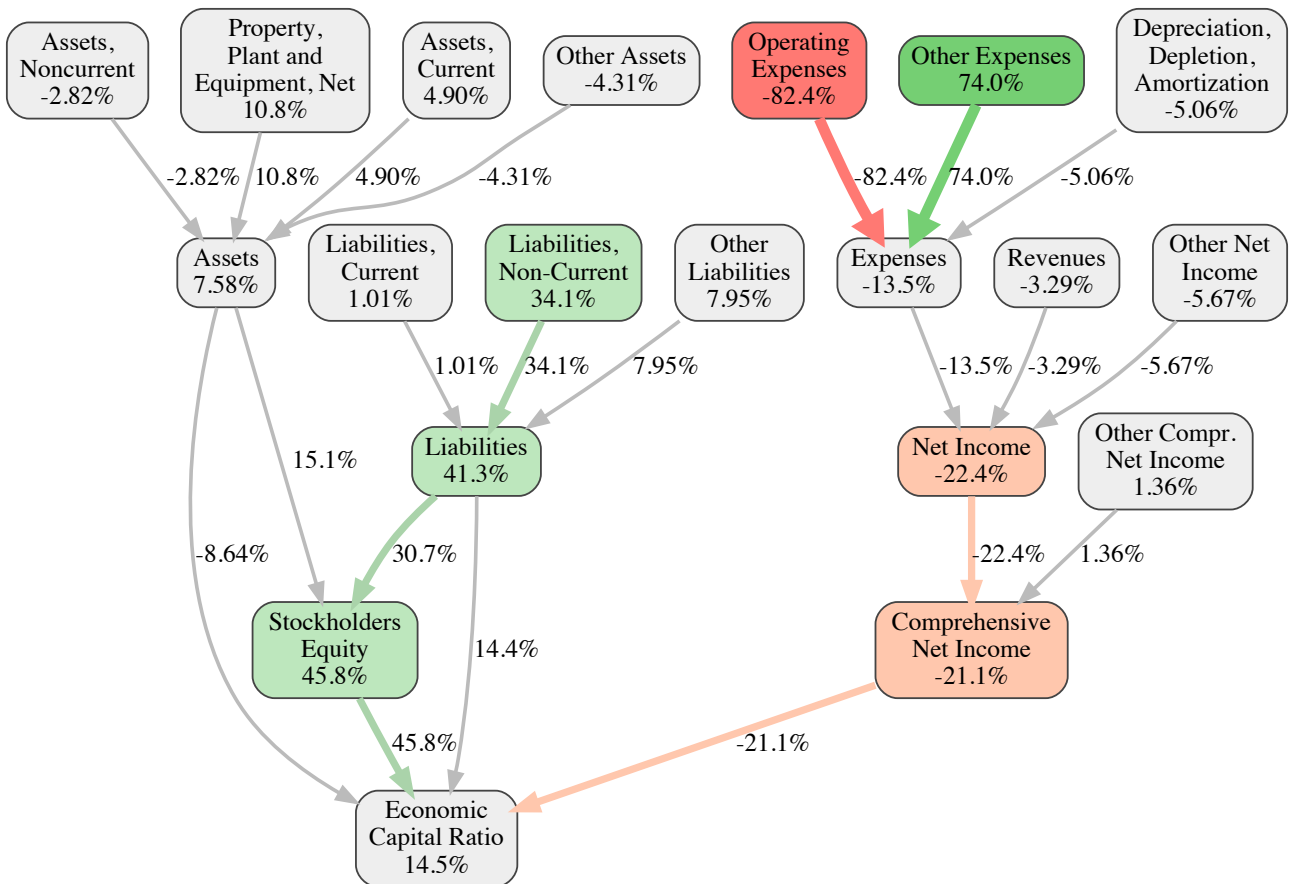 Assets,
Noncurrent
-2.82%
Property,
Plant and
Equipment, Net
10.8%
Assets,
Current
4.90%
Other Assets
-4.31%
Operating
Expenses
-82.4%
Other Expenses
74.0%
Depreciation,
Depletion,
Amortization
-5.06%
-2.82%
10.8%
4.90%
-4.31%
-82.4%
74.0%
-5.06%
Assets
7.58%
Liabilities,
Current
1.01%
Liabilities,
Non-Current
34.1%
Other
Liabilities
7.95%
Expenses
-13.5%
Revenues
-3.29%
Other Net
Income
-5.67%
1.01%
34.1%
7.95%
-13.5%
-3.29%
-5.67%
15.1%
Liabilities
41.3%
Net Income
-22.4%
Other Compr.
Net Income
1.36%
-8.64%
30.7%
-22.4%
1.36%
Stockholders
Equity
45.8%
14.4%
Comprehensive
Net Income
-21.1%
45.8%
-21.1%
Economic
Capital Ratio
14.5%